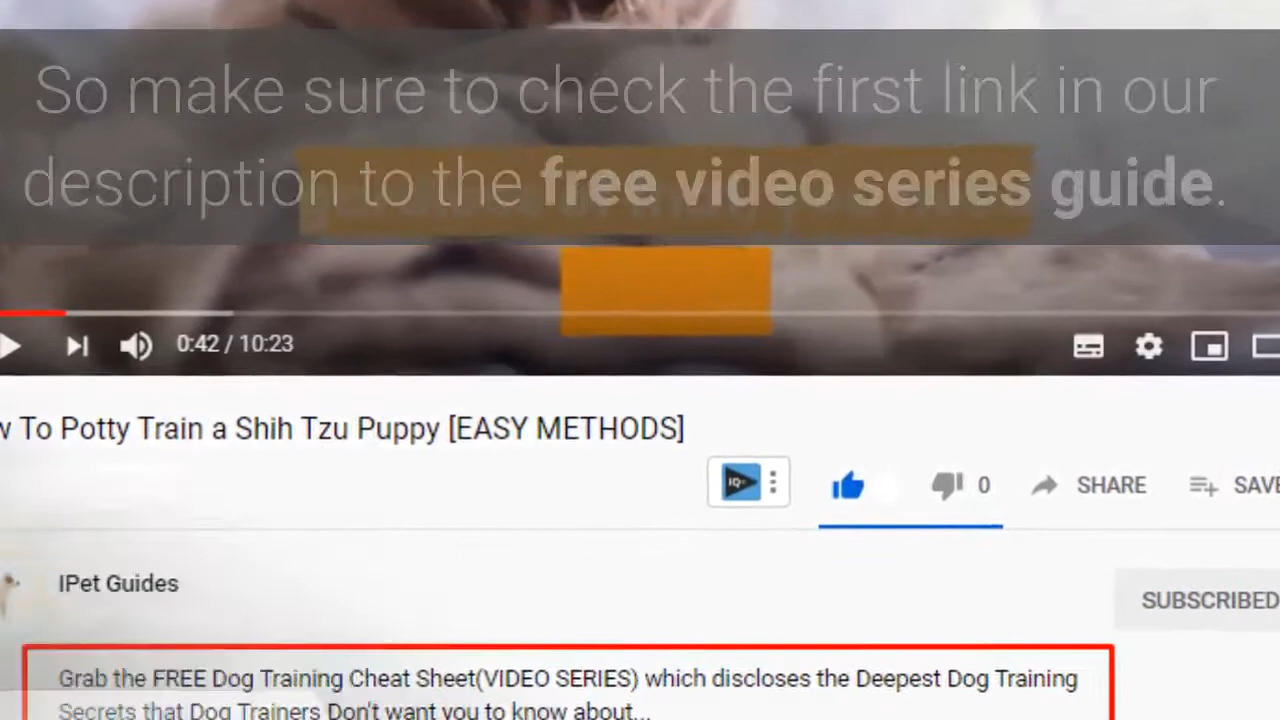 So make sure to check the first link in our
description to the free video series guide.
0:42 / 10:23
w To Potty Train a Shih Tzu Puppy [EASY METHODS]
IQ
0
SHARE
SAVE
IPet Guides
SUBSCRIBED
Grab the FREE Dog Training Cheat Sheet(VIDEO SERIES) which discloses the Deepest Dog Training
Secrets that Dog Trainers Don't want you to know about...